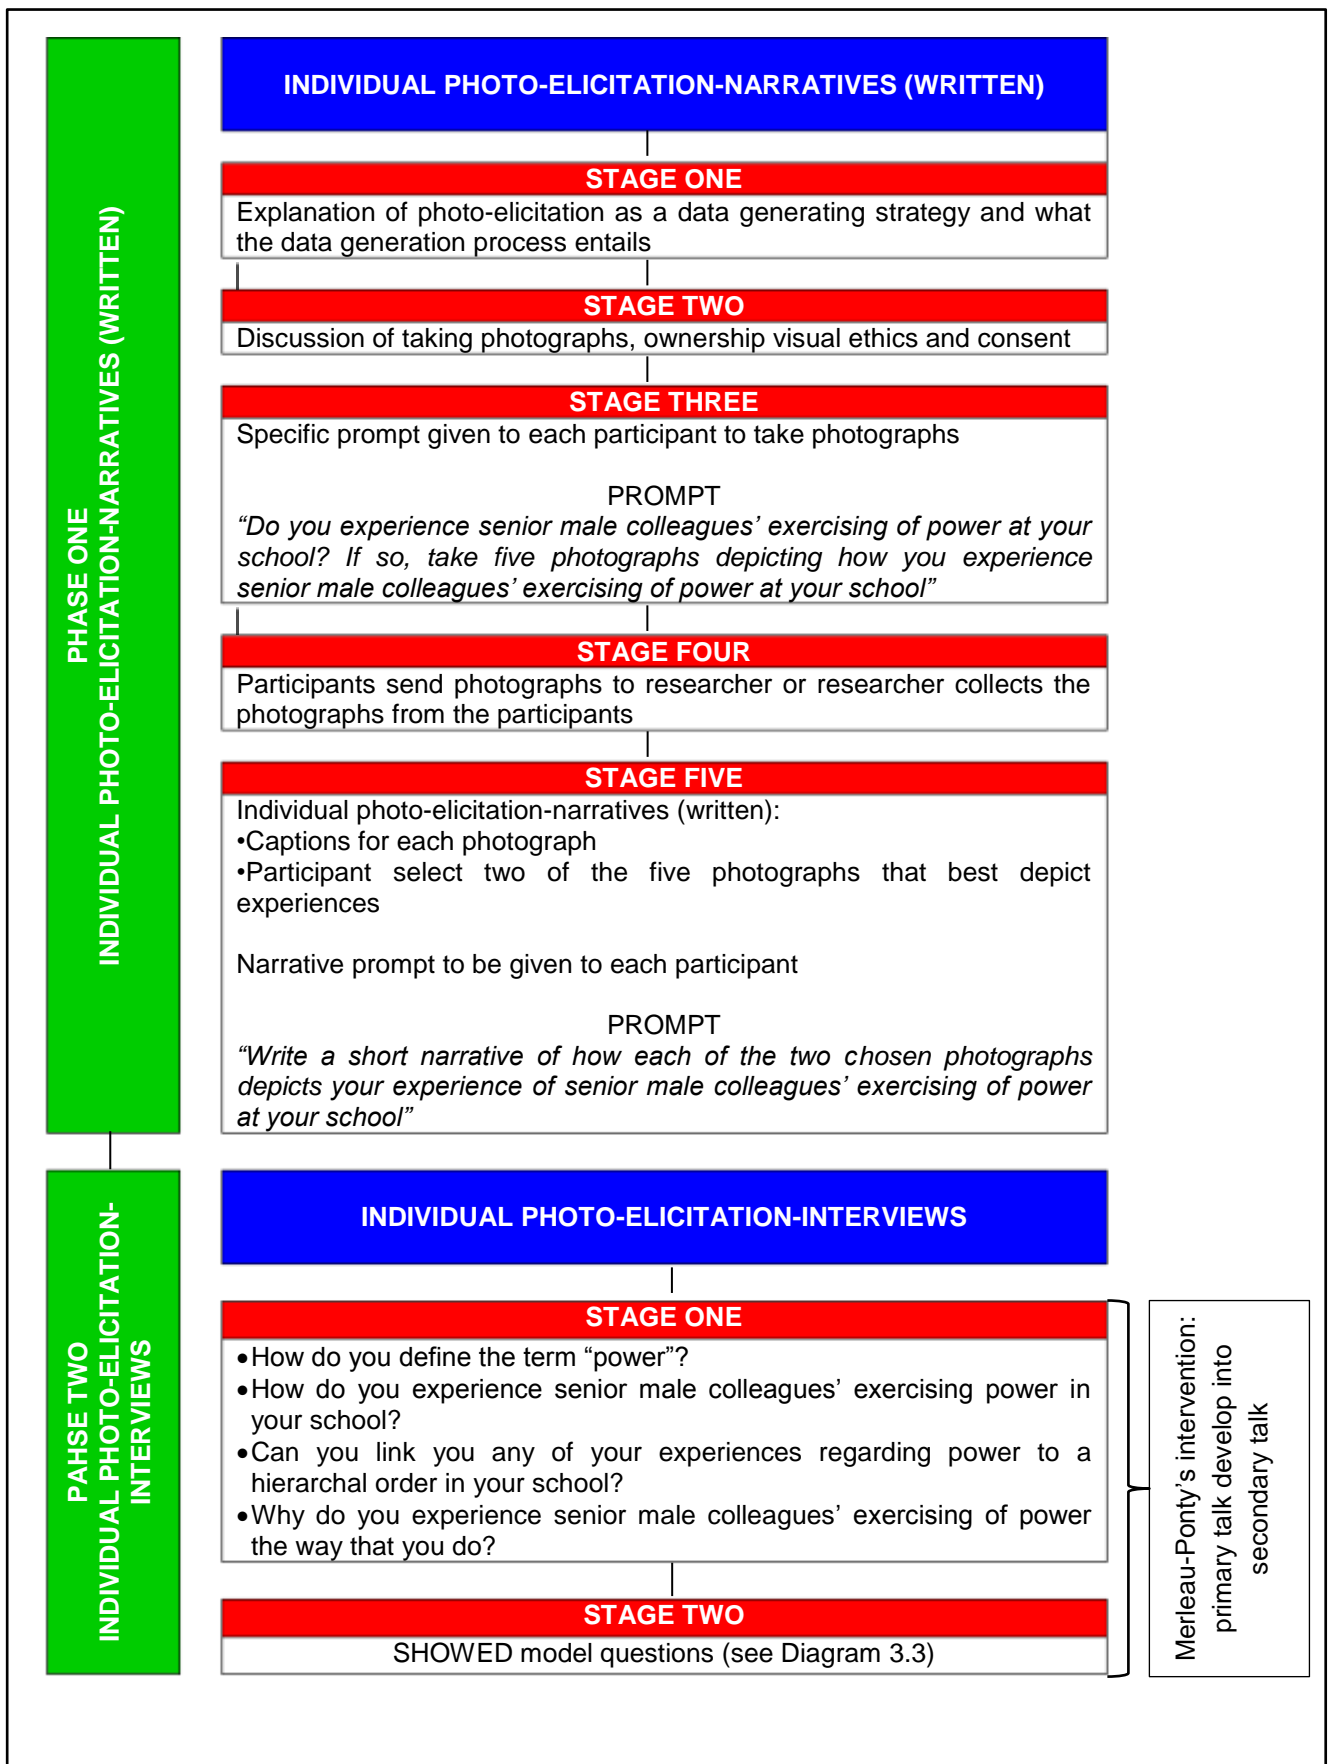 PHASE ONE
INDIVIDUAL PHOTO-ELICITATION-NARRATIVES (WRITTEN)
INDIVIDUAL PHOTO-ELICITATION-NARRATIVES (WRITTEN)
STAGE ONE
Explanation of photo-elicitation as a data generating strategy and what
the data generation process entails
STAGE TWO
Discussion of taking photographs, ownership visual ethics and consent
STAGE THREE
Specific prompt given to each participant to take photographs
PROMPT
“Do you experience senior male colleagues’ exercising of power at your
school? If so, take five photographs depicting how you experience
senior male colleagues’ exercising of power at your school”
STAGE FOUR
Participants send photographs to researcher or researcher collects the
photographs from the participants
STAGE FIVE
Individual photo-elicitation-narratives (written):
•Captions for each photograph
•Participant select two of the five photographs that best depict
experiences
Narrative prompt to be given to each participant
PROMPT
“Write a short narrative of how each of the two chosen photographs
depicts your experience of senior male colleagues’ exercising of power
at your school”
PAHSE TWO
INDIVIDUAL PHOTO-ELICITATION-
INTERVIEWS
INDIVIDUAL PHOTO-ELICITATION-INTERVIEWS
STAGE ONE
•How do you define the term “power”?
•How do you experience senior male colleagues’ exercising power in
your school?
•Can you link you any of your experiences regarding power to a
hierarchal order in your school?
•Why do you experience senior male colleagues’ exercising of power
the way that you do?
STAGE TWO
SHOWED model questions (see Diagram 3.3)
Merleau-Ponty’s intervention:
primary talk develop into
secondary talk